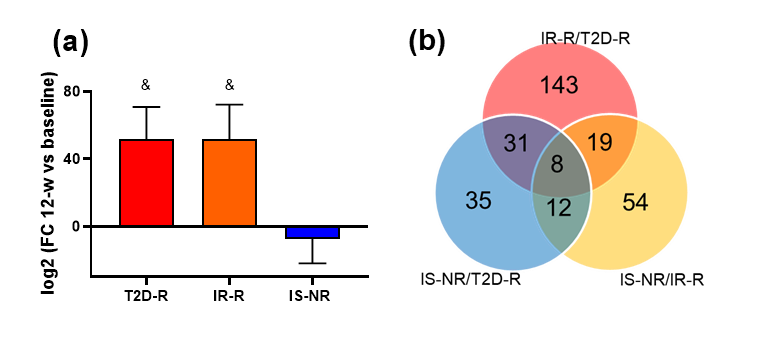 (a)
log2 (FC 12-w vs baseline)
80
40
0
&
&
T2D-R
IR-R
IS-NR
(b)
IR-R/T2D-R
143
31
19
8
35
12
54
IS-NR/T2D-R
IS-NR/IR-R